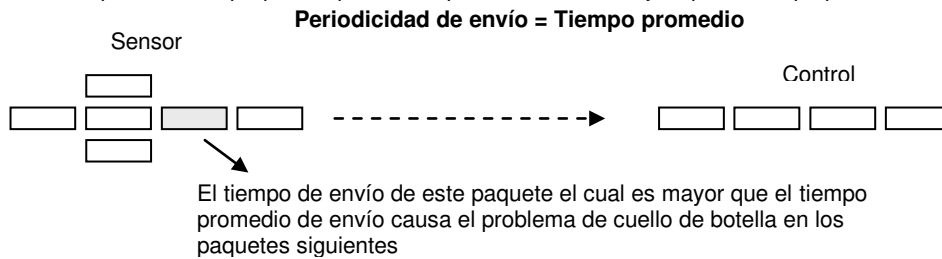 Periodicidad de envío = Tiempo promedio
Sensor
Control
El tiempo de envío de este paquete el cual es mayor que el tiempo
promedio de envío causa el problema de cuello de botella en los
paquetes siguientes